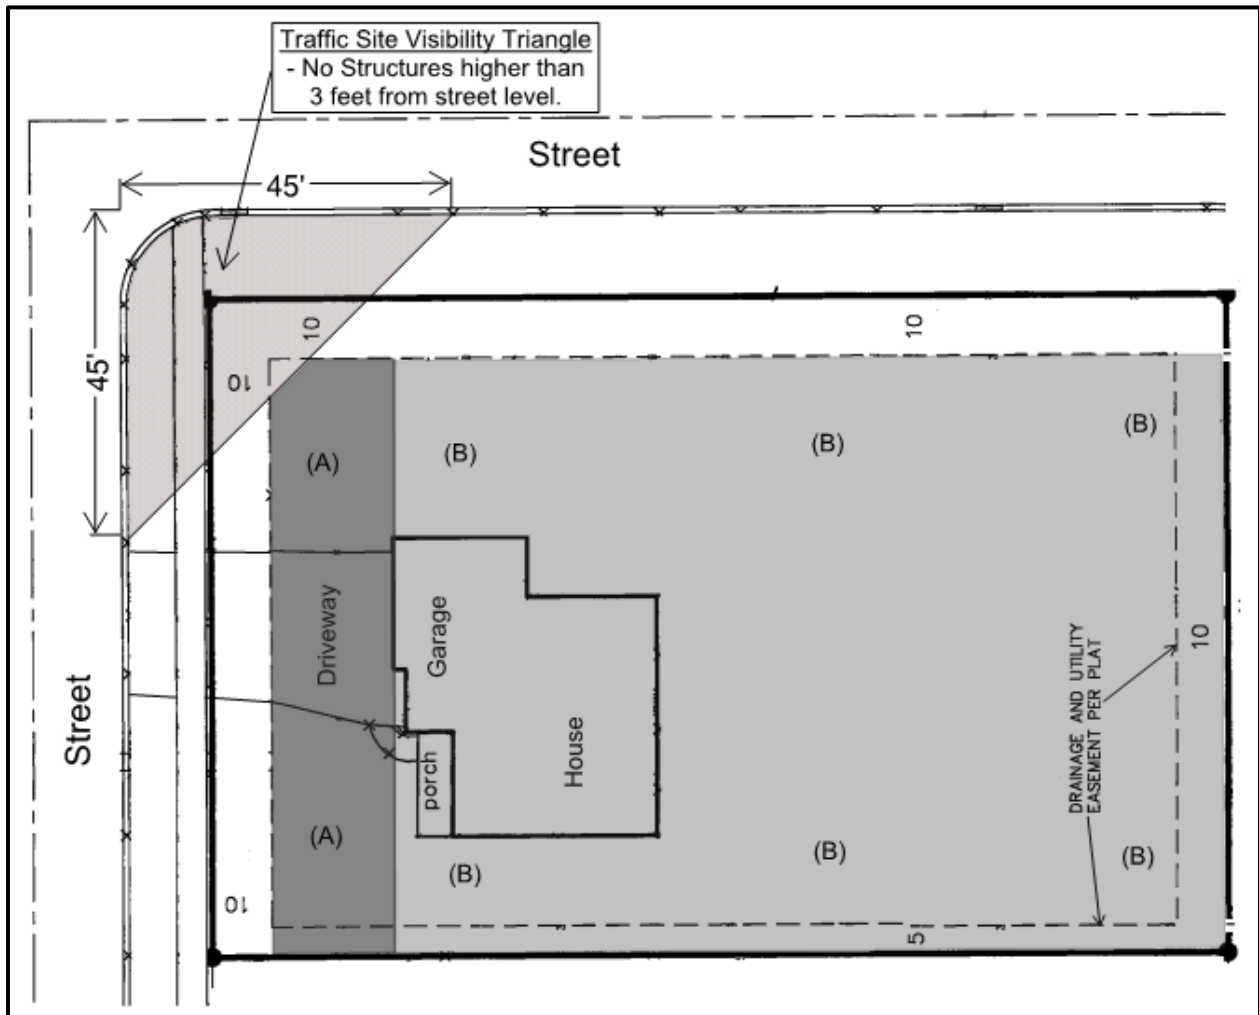 Traffic Site Visibility Triangle
- No Structures higher than
3 feet from street level.
Street
45'
45'
10
10
10
(A)
(B)
(B)
(B)
Driveway
Garage
House
porch
Street
DRAINAGE AND UTILITY
EASEMENT PER PLAT
10
(A)
(B)
(B)
(B)
10
5